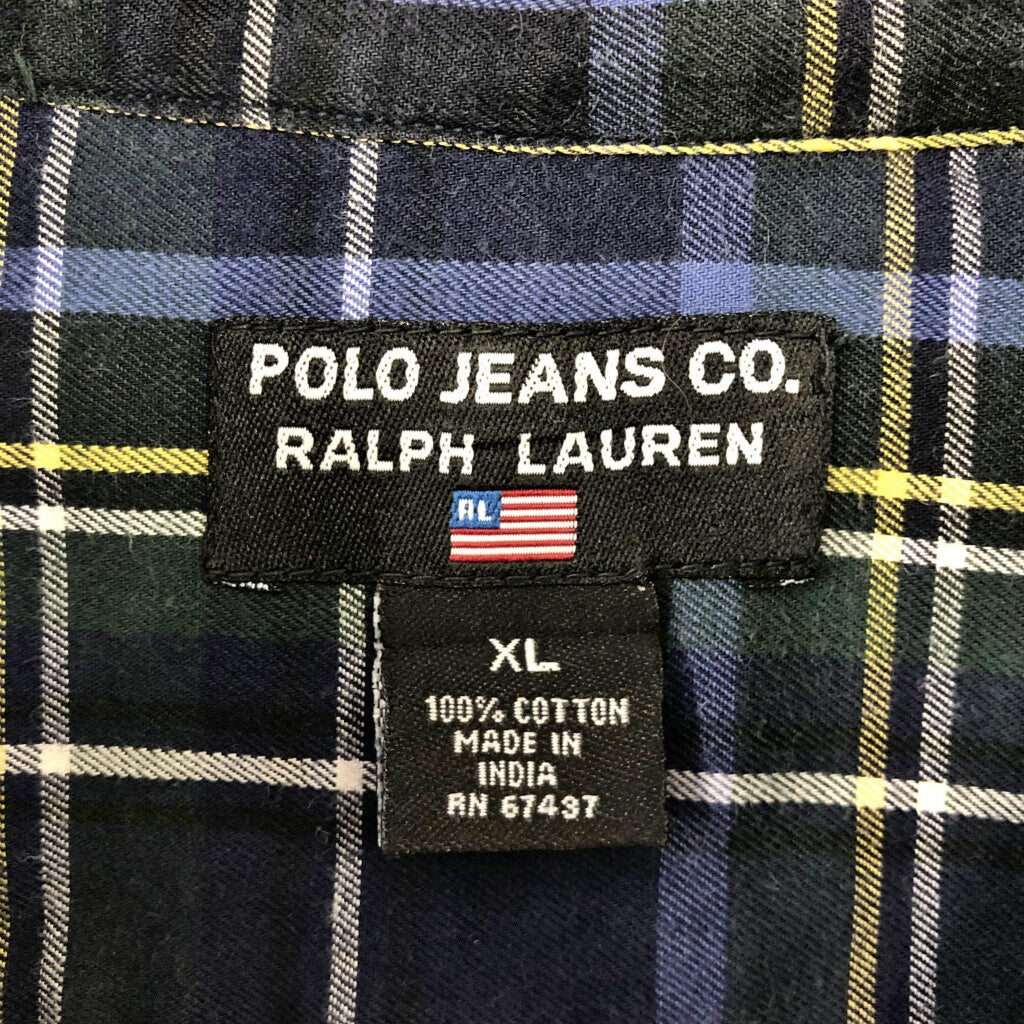 POLO JEANS CO.
RALPH LAUREN
RL
XL
100% COTTON
MADE IN
INDIA
RN 67437